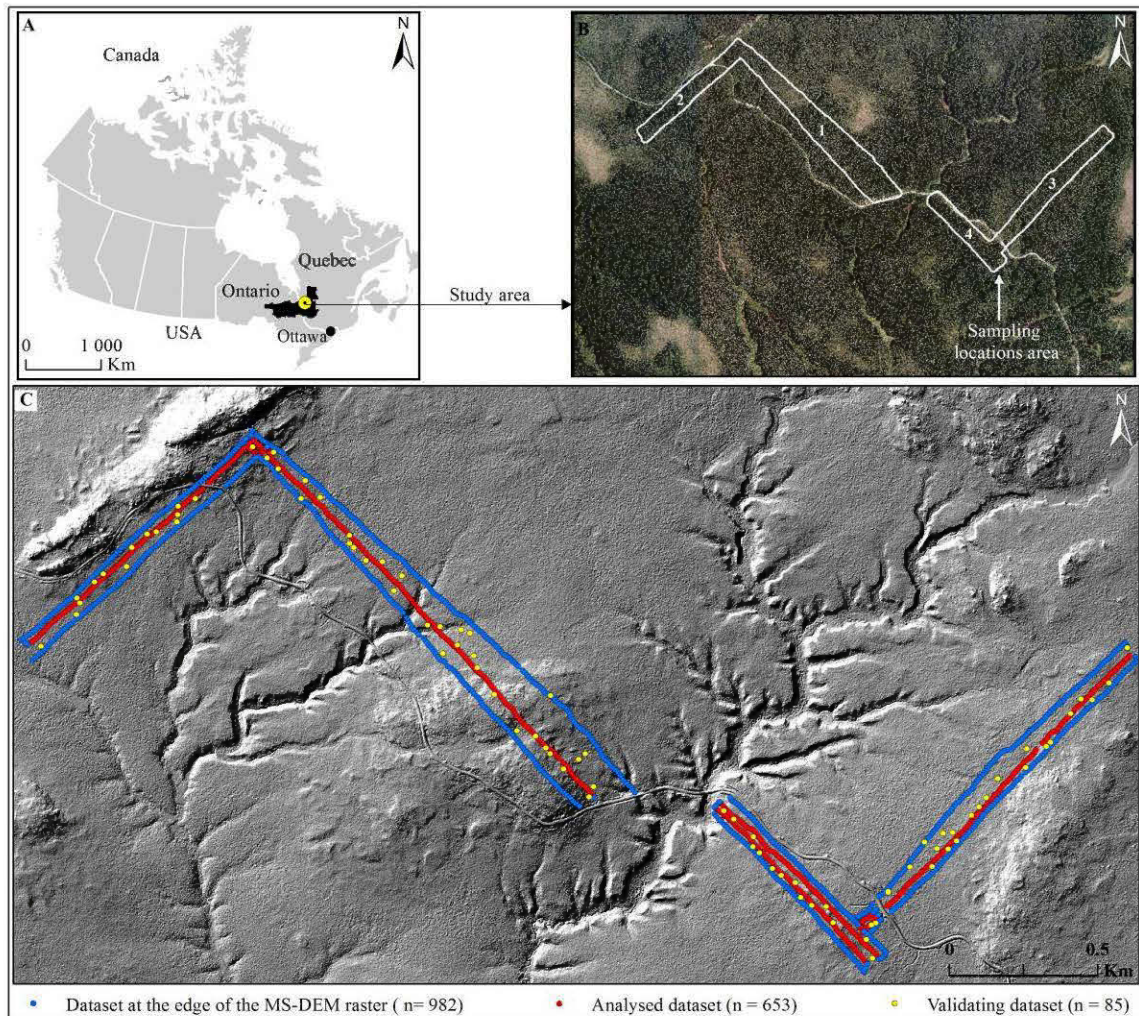 A
N
Canada
Quebec
Ontario
Study area
USA
Ottawa
0 1 000
Km
B
N
2
1
3
4
Sampling
locations area
C
N
0 0.5
Km
Dataset at the edge of the MS-DEM raster ( n= 982) Analysed dataset (n = 653) Validating dataset (n = 85)